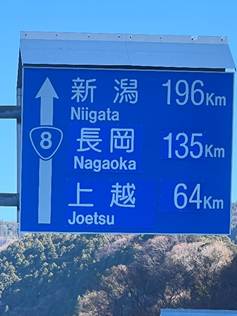 新潟 196Km
Niigata
8
長岡 135Km
Nagaoka
上越 64Km
Joetsu